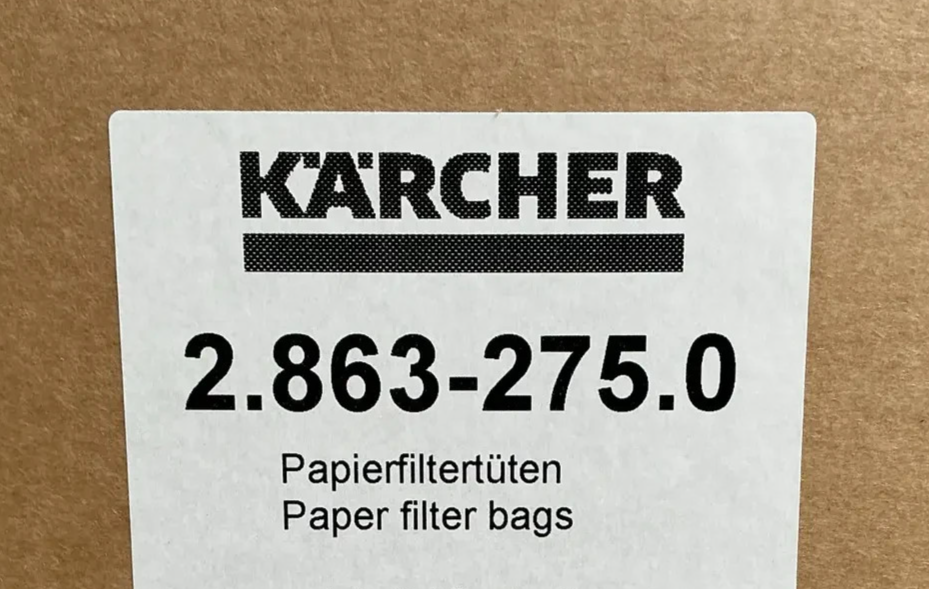 KÄRCHER
2.863-275.0
Papierfiltertüten
Paper filter bags